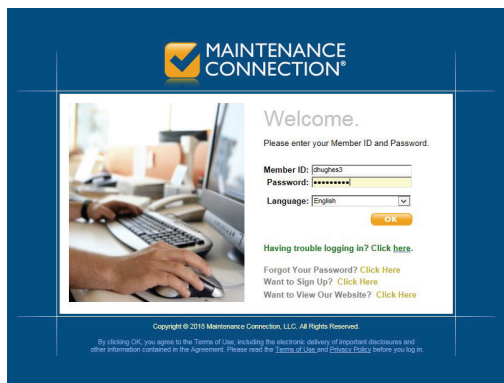 MAINTENANCE
CONNECTION®
Welcome.
Please enter your Member ID and Password.
Member ID: dhughes3
Password: •••••••••
Language: English
OK
Having trouble logging in? Click here.
Forgot Your Password? Click Here
Want to Sign Up? Click Here
Want to View Our Website? Click Here
Copyright © 2018 Maintenance Connection, LLC. All Rights Reserved.
By clicking OK, you agree to the Terms of Use, including the electronic delivery of important disclosures and
other information contained in the Agreement. Please read the Terms of Use and Privacy Policy before you log in.